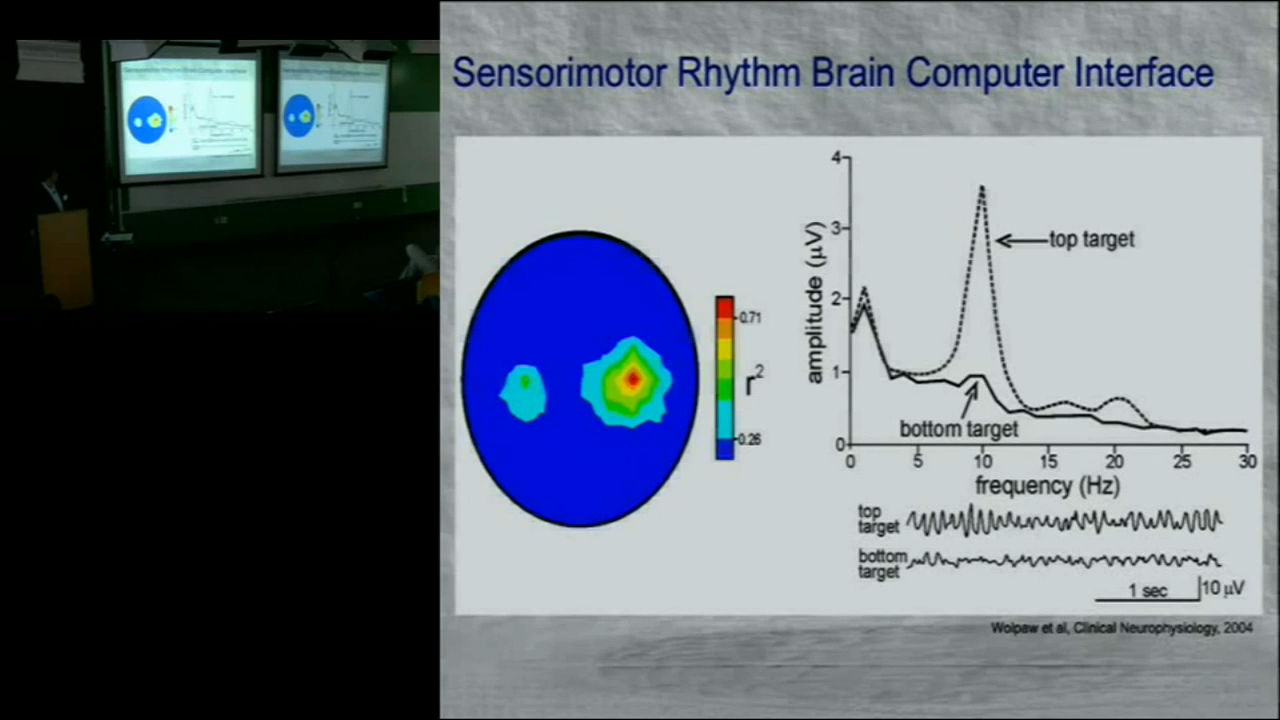 Sensorimotor Rhythm Brain Computer Interface
4
3
2
1
0
amplitude (µV)
top target
bottom target
0 5 10 15 20 25 30
frequency (Hz)
0.71
r2
0.26
top
target
bottom
target
1 sec
10 µV
Wolpaw et al, Clinical Neurophysiology, 2004